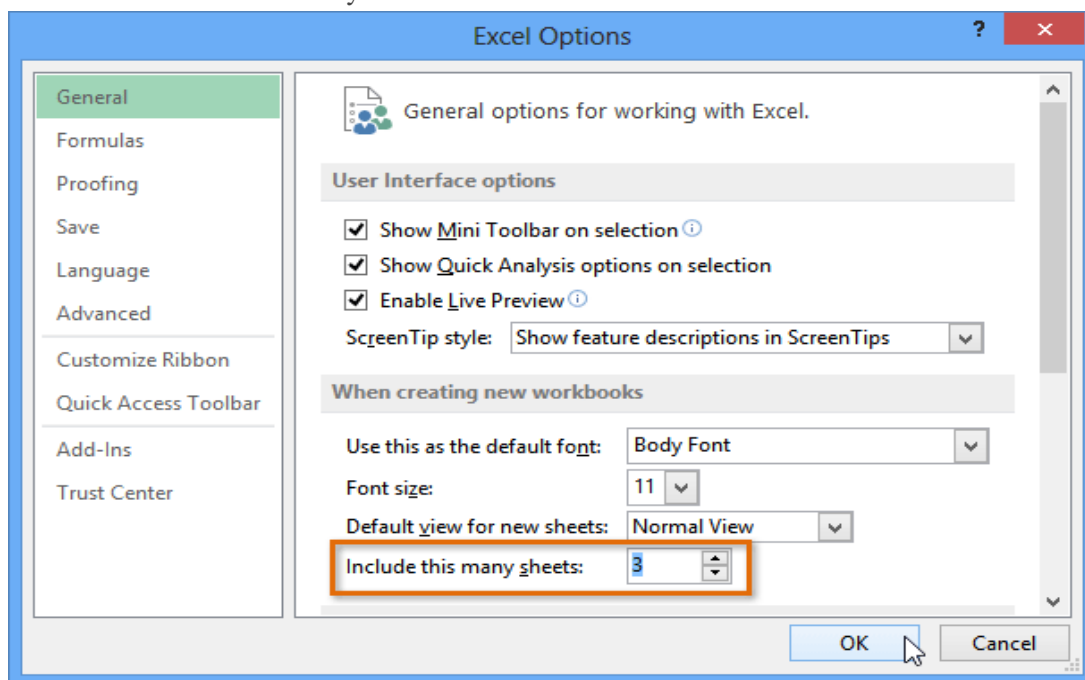 y
Excel Options ?
General
Formulas
Proofing
Save
Language
Advanced
Customize Ribbon
Quick Access Toolbar
Add-Ins
Trust Center
General options for working with Excel.
User Interface options
Show Mini Toolbar on selection
Show Quick Analysis options on selection
Enable Live Preview
ScreenTip style: Show feature descriptions in ScreenTips
When creating new workbooks
Use this as the default font: Body Font
Font size: 11
Default view for new sheets: Normal View
Include this many sheets: 3
OK Cancel